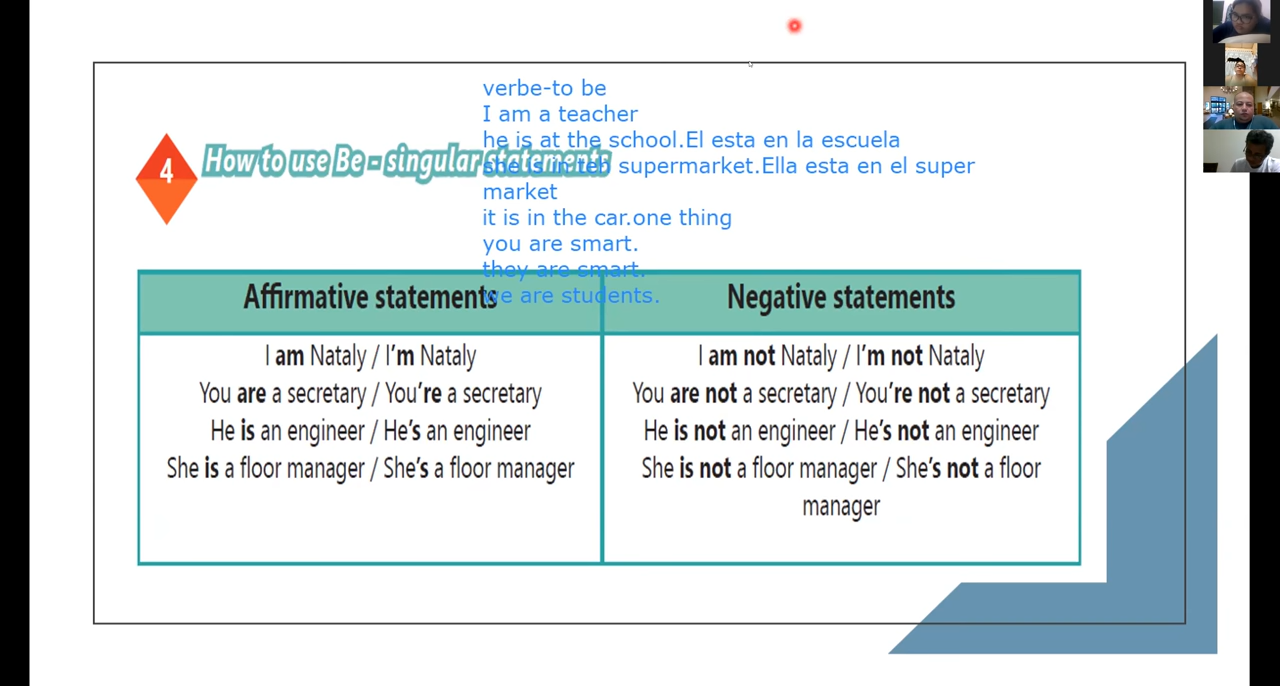 verbe-to be
I am a teacher
he is at the school.El esta en la escuela
4
How to use Be - singular statements
she is in teh supermarket.Ella esta en el super
market
it is in the car.one thing
you are smart.
they are smart.
we are students.
Affirmative statements
Negative statements
I am Nataly / I'm Nataly
You are a secretary / You're a secretary
He is an engineer / He's an engineer
She is a floor manager / She's a floor manager
I am not Nataly / I'm not Nataly
You are not a secretary / You're not a secretary
He is not an engineer / He's not an engineer
She is not a floor manager / She's not a floor
manager